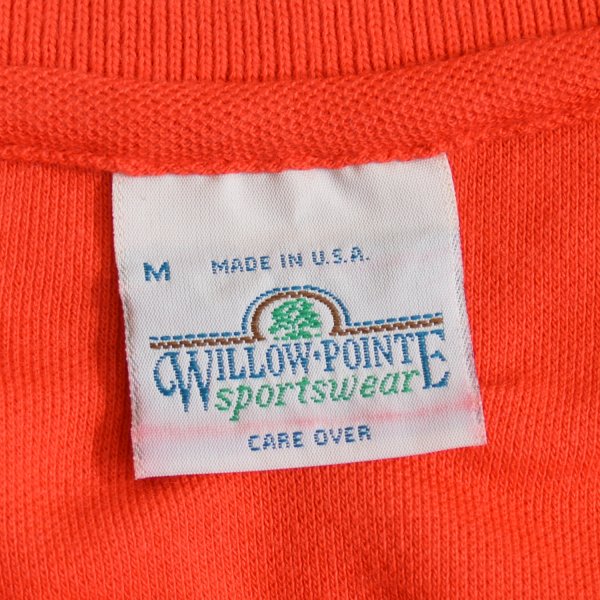 M MADE IN U.S.A.
WILLOW·POINTE
sportswear
CARE OVER